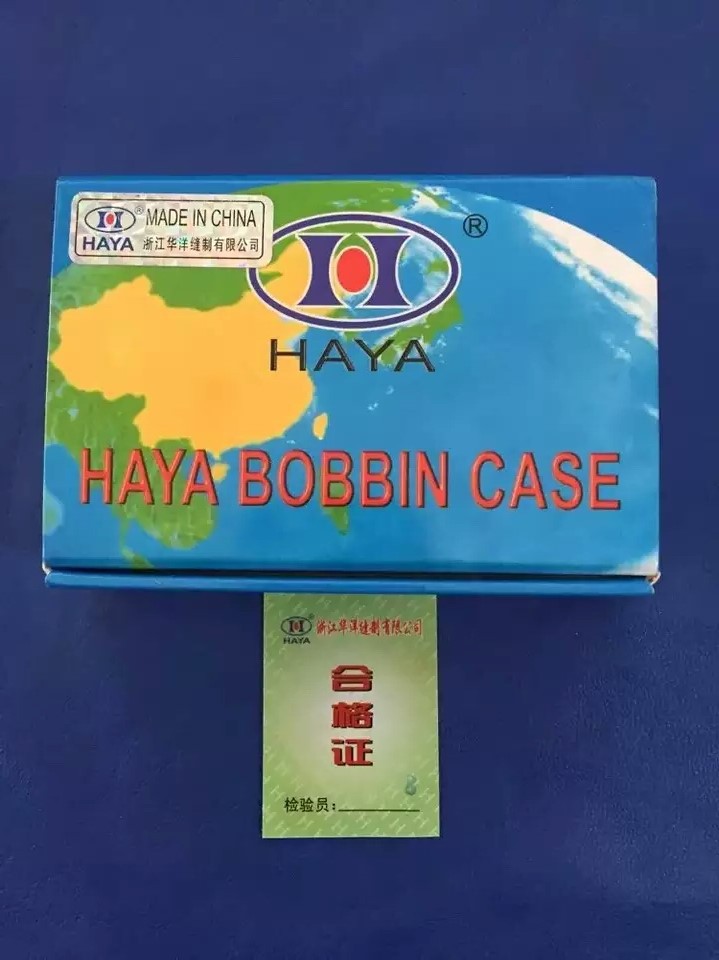 ® MADE IN CHINA
HAYA 浙江华洋缝制有限公司
®
HAYA
HAYA BOBBIN CASE
® 浙江华洋缝制有限公司
HAYA
合
格
证
8
检验员: